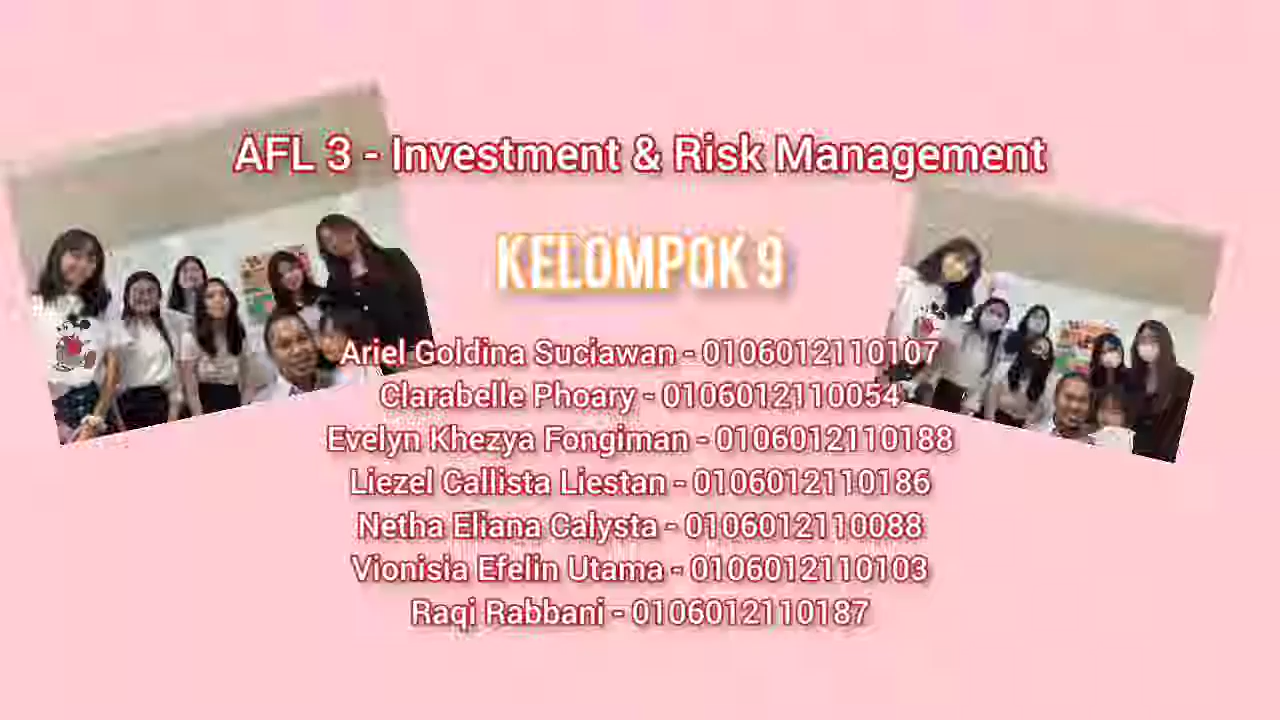 AFL 3 - Investment & Risk Management
KELOMPOK 9
Ariel Goldina Suciawan - 0106012110107
Clarabelle Phoary - 0106012110054
Evelyn Khezya Fongiman - 0106012110188
Liezel Callista Liestan - 0106012110186
Netha Eliana Calysta - 0106012110088
Vionisia Efelin Utama - 0106012110103
Raqi Rabbani - 0106012110187